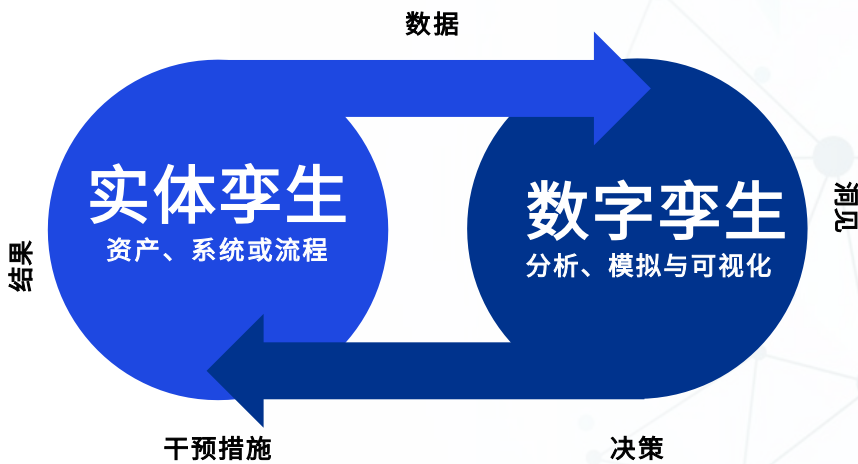 数据
实体孪生
资产、系统或流程
数字孪生
分析、模拟与可视化
洞见
结果
干预措施
决策